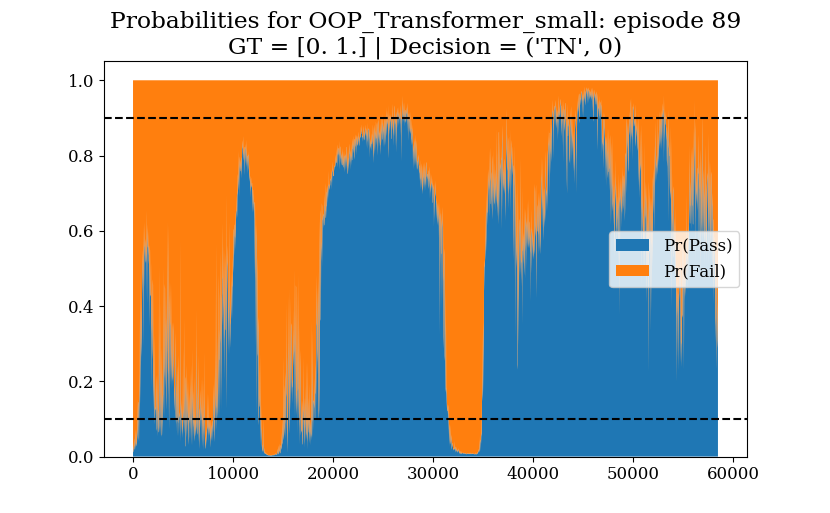 Probabilities for OOP_Transformer_small: episode 89
GT = [0. 1.] | Decision = ('TN', 0)
1.0
0.8
0.6
0.4
0.2
0.0
Pr(Pass)
Pr(Fail)
0 10000 20000 30000 40000 50000 60000